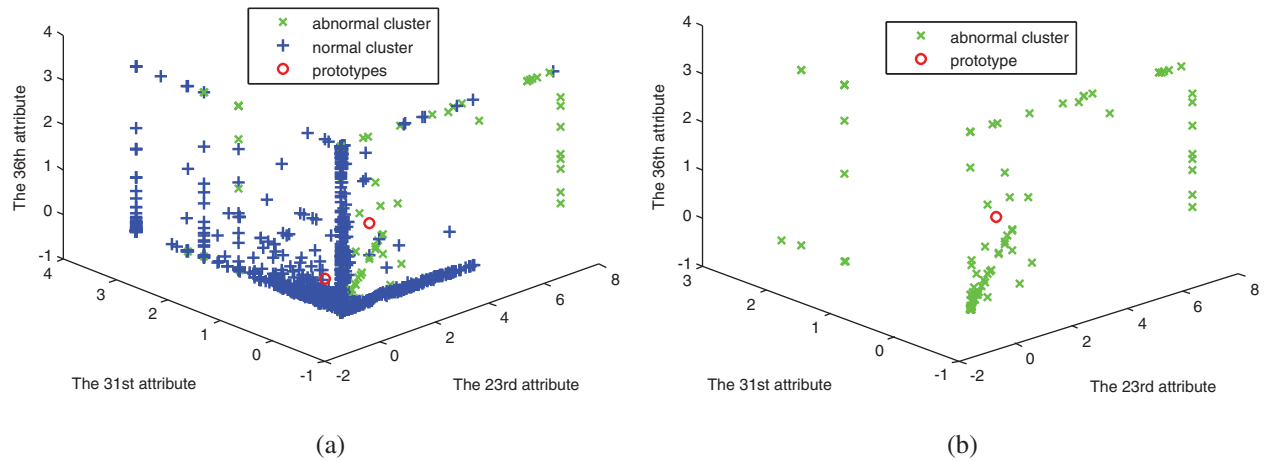 abnormal cluster
normal cluster
prototypes
The 36th attribute
4
3
2
1
0
-1
4
3
2
1
0
-1
-2
0
2
4
6
8
The 31st attribute
The 23rd attribute
(a)
abnormal cluster
prototype
The 36th attribute
4
3
2
1
0
-1
3
2
1
0
-1
-2
0
2
4
6
8
The 31st attribute
The 23rd attribute
(b)